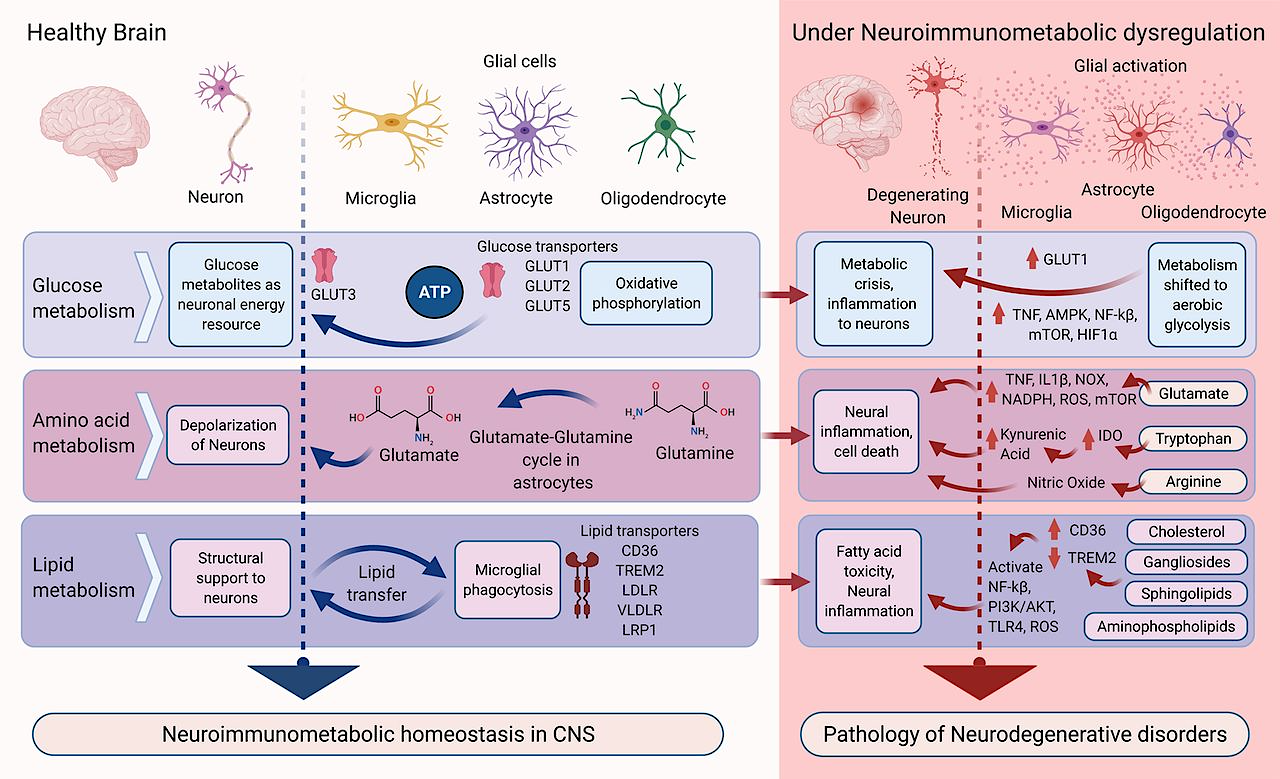 Healthy Brain
Glial cells
Neuron
Microglia
Astrocyte
Oligodendrocyte
Glucose
metabolism
Glucose
metabolites as
neuronal energy
resource
GLUT3
ATP
Glucose transporters
GLUT1
GLUT2
GLUT5
Oxidative
phosphorylation
Amino acid
metabolism
Depolarization
of Neurons
HO
O
O
OH
NH2
Glutamate
Glutamate-Glutamine
cycle in
astrocytes
H2N
O
O
OH
NH2
Glutamine
Lipid
metabolism
Structural
support to
neurons
Lipid
transfer
Microglial
phagocytosis
Lipid transporters
CD36
TREM2
LDLR
VLDLR
LRP1
Neuroimmunometabolic homeostasis in CNS
Under Neuroimmunometabolic dysregulation
Glial activation
Degenerating
Neuron
Microglia
Astrocyte
Oligodendrocyte
Metabolic
crisis,
inflammation
to neurons
GLUT1
TNF, AMPK, NF-kβ,
mTOR, HIF1α
Metabolism
shifted to
aerobic
glycolysis
Neural
inflammation,
cell death
TNF, IL1β, NOX,
NADPH, ROS, mTOR
Glutamate
Kynurenic
Acid
IDO
Tryptophan
Nitric Oxide
Arginine
Fatty acid
toxicity,
Neural
inflammation
CD36
TREM2
Activate
NF-kβ,
PI3K/AKT,
TLR4, ROS
Cholesterol
Gangliosides
Sphingolipids
Aminophospholipids
Pathology of Neurodegenerative disorders